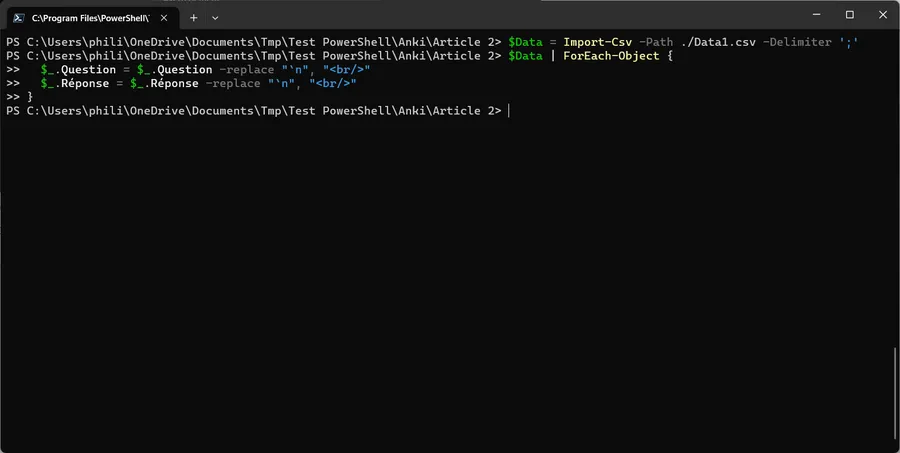 C:\Program Files\PowerShell\
PS C:\Users\phili\OneDrive\Documents\Tmp\Test PowerShell\Anki\Article 2> $Data = Import-Csv -Path ./Data1.csv -Delimiter ';'
PS C:\Users\phili\OneDrive\Documents\Tmp\Test PowerShell\Anki\Article 2> $Data | ForEach-Object {
>>   $_.Question = $_.Question -replace "`n", "<br/>"
>>   $_.Réponse = $_.Réponse -replace "`n", "<br/>"
>> }
PS C:\Users\phili\OneDrive\Documents\Tmp\Test PowerShell\Anki\Article 2>